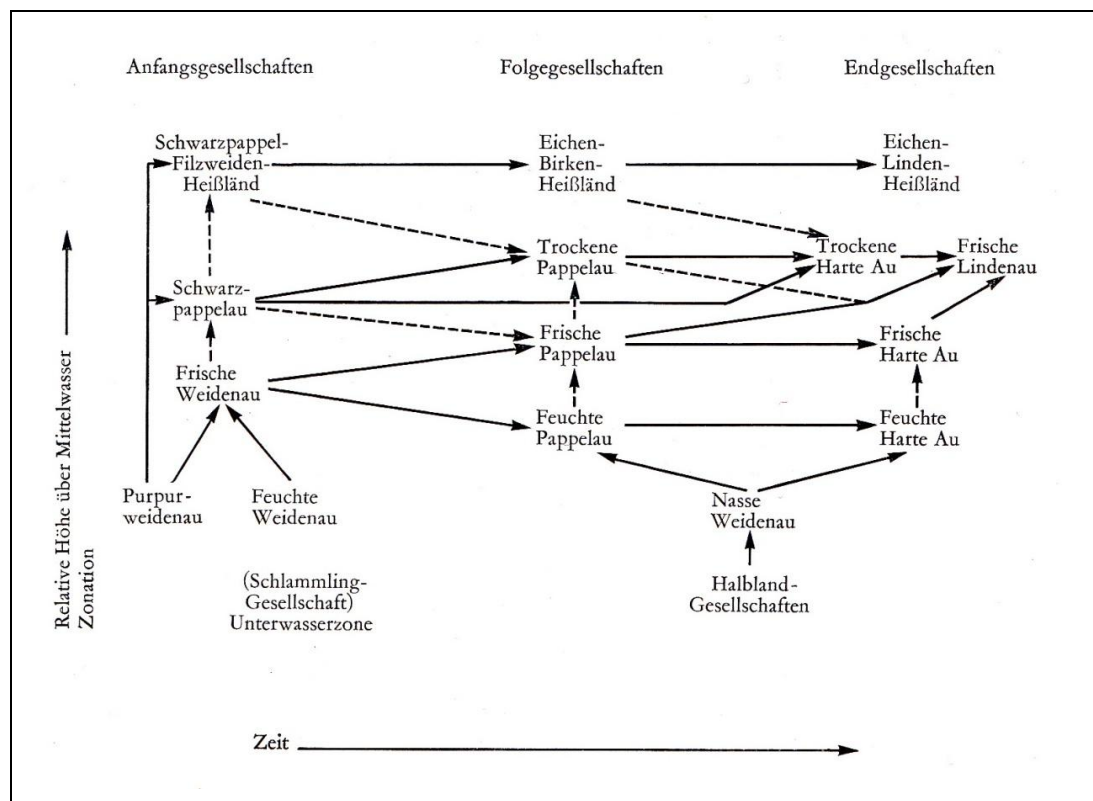 Anfangsgesellschaften
Folgegesellschaften
Endgesellschaften
Schwarzpappel-
Filzweiden-
Heißländ
Eichen-
Birken-
Heißländ
Eichen-
Linden-
Heißländ
Trockene
Pappelau
Trockene
Harte Au
Frische
Lindenau
Schwarz-
pappelau
Frische
Pappelau
Frische
Harte Au
Frische
Weidenau
Feuchte
Pappelau
Feuchte
Harte Au
Purpur-
weidenau
Feuchte
Weidenau
Nasse
Weidenau
(Schlammling-
Gesellschaft)
Unterwasserzone
Halbland-
Gesellschaften
Relative Höhe über Mittelwasser
Zonation
Zeit